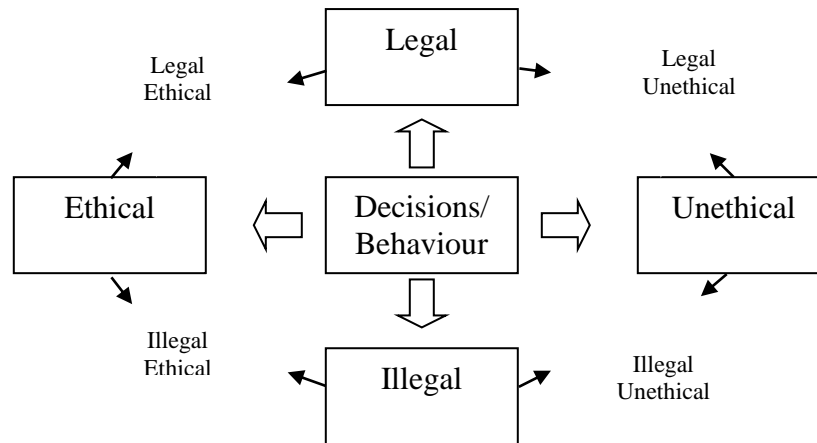 Legal
Legal
Ethical
Legal
Unethical
Ethical
Decisions/
Behaviour
Unethical
Illegal
Ethical
Illegal
Illegal
Unethical